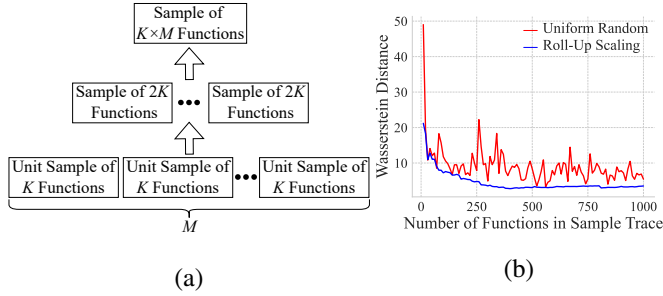 Sample of
K×M Functions
Sample of 2K
Functions
•••
Sample of 2K
Functions
Unit Sample of
K Functions
Unit Sample of
K Functions
•••
Unit Sample of
K Functions
M
(a)
Uniform Random
Roll-Up Scaling
Wasserstein Distance
50
40
30
20
10
0
250
500
750
1000
Number of Functions in Sample Trace
(b)